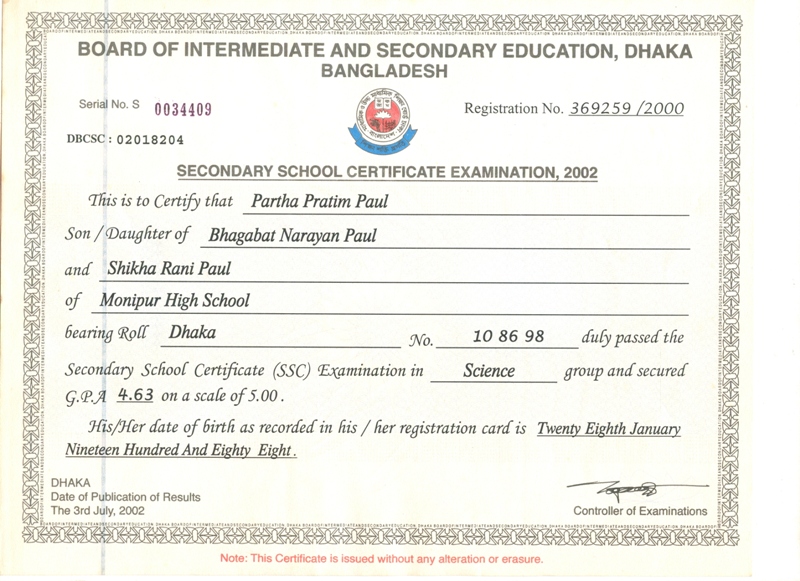 BOARD OF INTERMEDIATE AND SECONDARY EDUCATION, DHAKA
BANGLADESH
Serial No. S 0034409
Registration No. 369259 /2000
DBCSC : 02018204
SECONDARY SCHOOL CERTIFICATE EXAMINATION, 2002
This is to Certify that Partha Pratim Paul
Son / Daughter of Bhagabat Narayan Paul
and Shikha Rani Paul
of Monipur High School
bearing Roll Dhaka No. 10 86 98 duly passed the
Secondary School Certificate (SSC) Examination in Science group and secured
G.P.A 4.63 on a scale of 5.00 .
His/Her date of birth as recorded in his / her registration card is Twenty Eighth January
Nineteen Hundred And Eighty Eight .
DHAKA
Date of Publication of Results
The 3rd July, 2002
Controller of Examinations
Note: This Certificate is issued without any alteration or erasure.